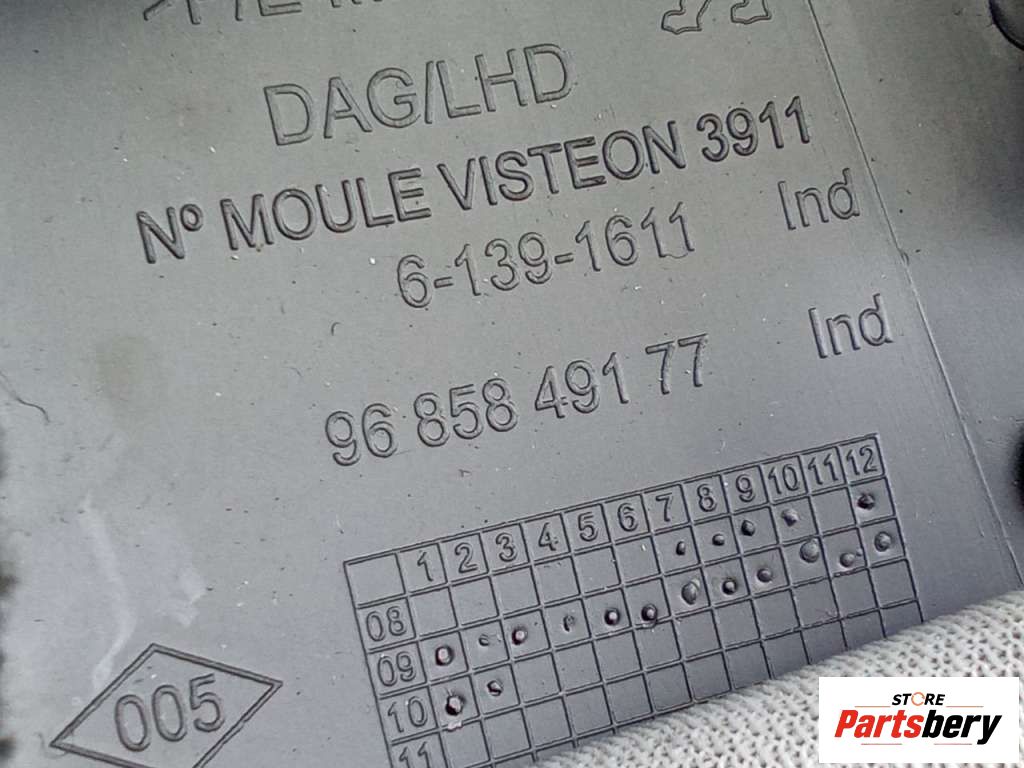 DAG/LHD
Nº MOULE VISTEON 3911
6-139-1611 Ind
96 858 491 77 Ind
1 2 3 4 5 6 7 8 9 10 11 12
08
09
10
11
005
STORE
Partsbery